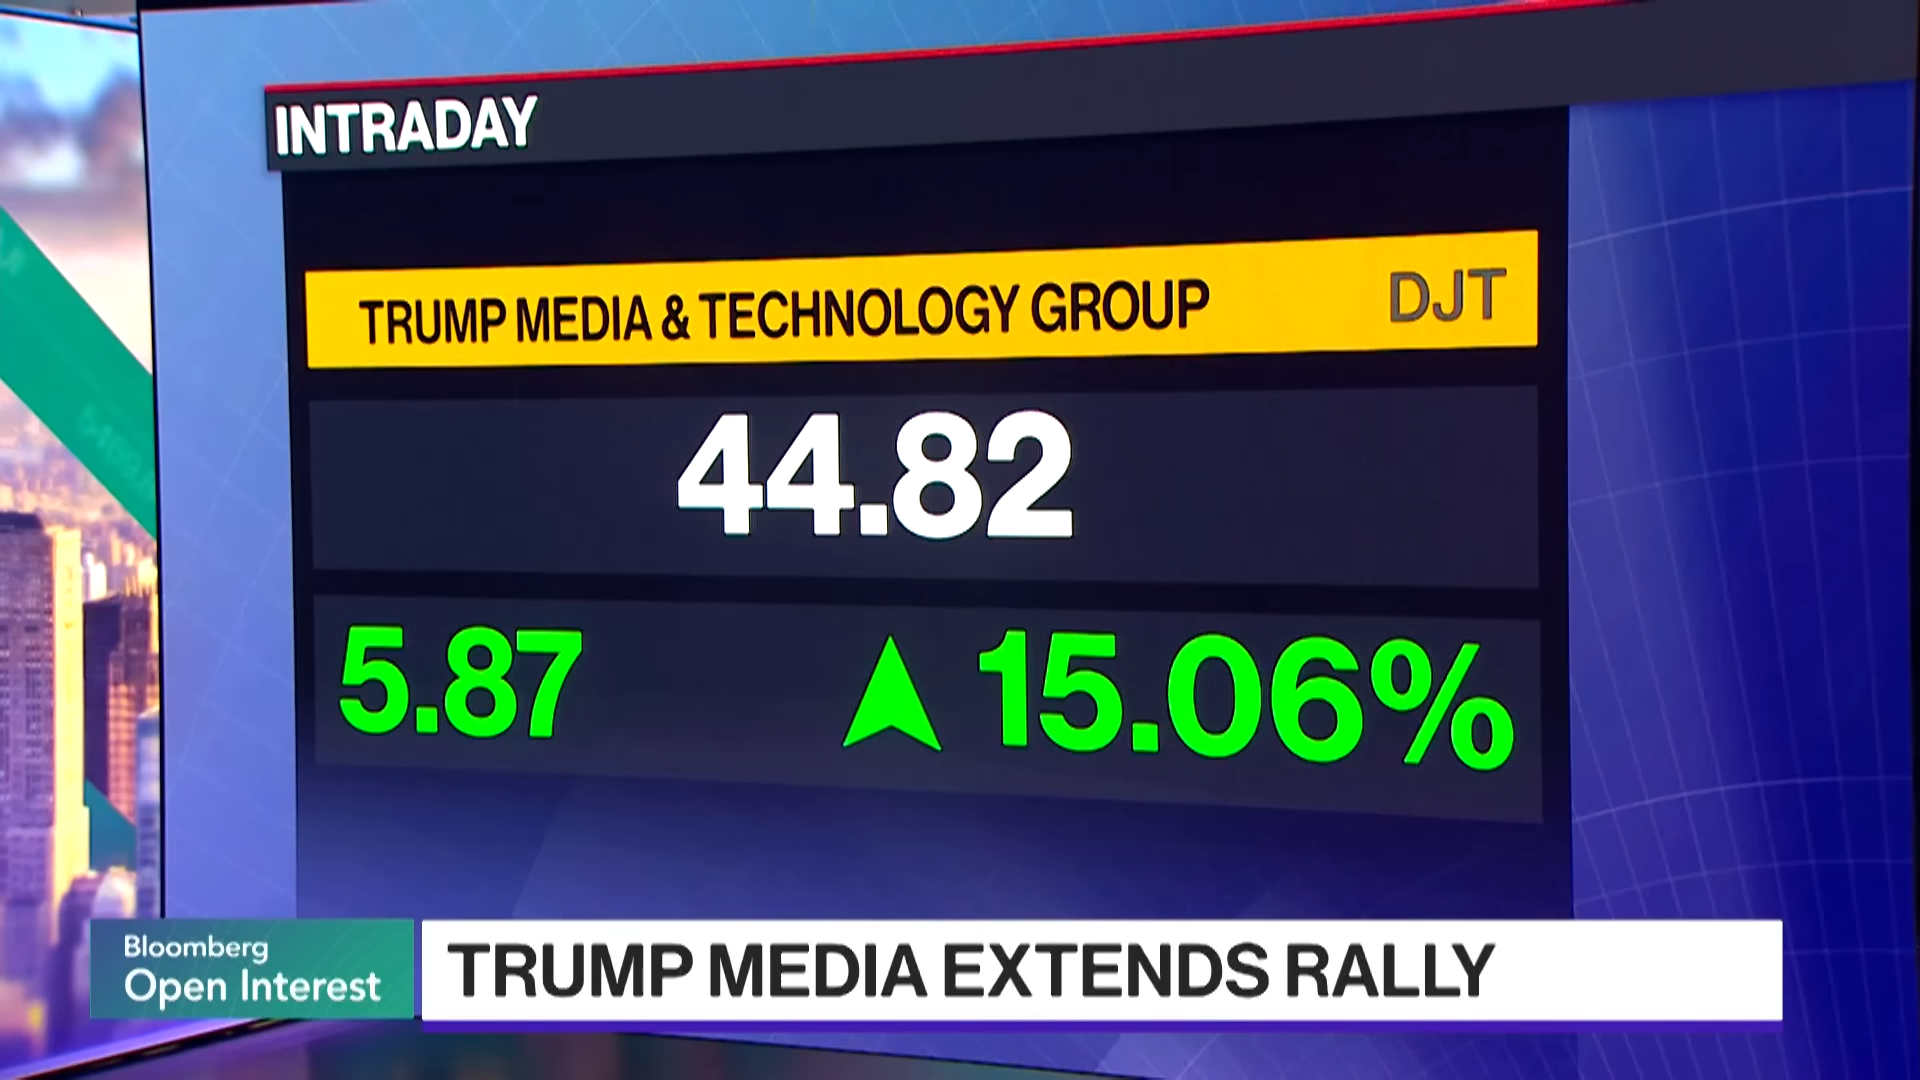 INTRADAY
TRUMP MEDIA & TECHNOLOGY GROUP DJT
44.82
5.87 ▲ 15.06%
Bloomberg
Open Interest
TRUMP MEDIA EXTENDS RALLY